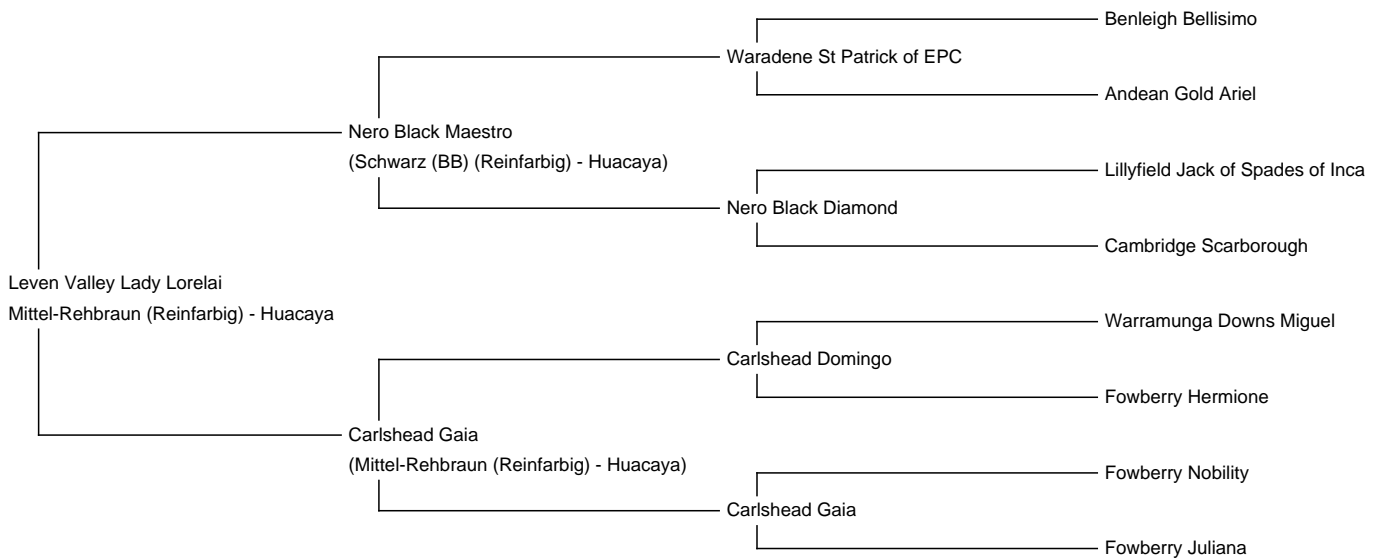 Benleigh Bellisimo
Waradene St Patrick of EPC
Andean Gold Ariel
Nero Black Maestro
(Schwarz (BB) (Reinfarbig) - Huacaya)
Lillyfield Jack of Spades of Inca
Nero Black Diamond
Cambridge Scarborough
Leven Valley Lady Lorelai
Mittel-Rehbraun (Reinfarbig) - Huacaya
Warramunga Downs Miguel
Carlshead Domingo
Fowberry Hermione
Carlshead Gaia
(Mittel-Rehbraun (Reinfarbig) - Huacaya)
Fowberry Nobility
Carlshead Gaia
Fowberry Juliana